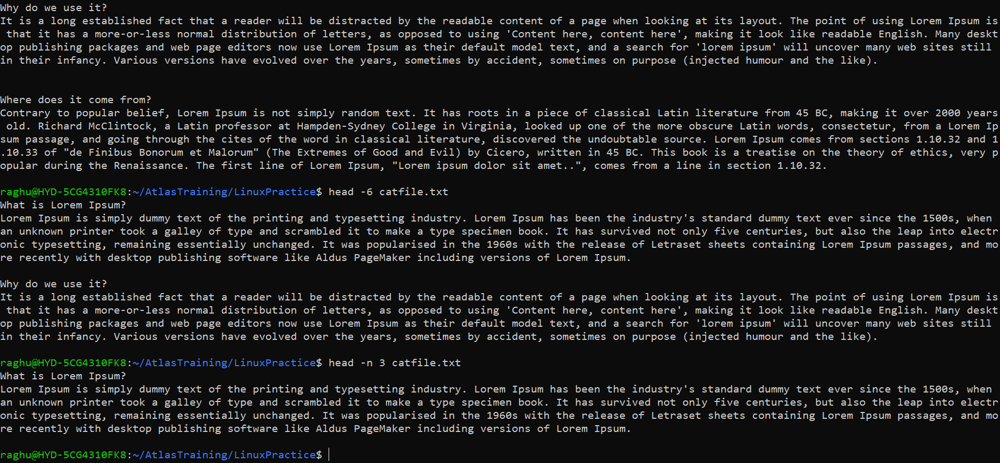 Why do we use it?
It is a long established fact that a reader will be distracted by the readable content of a page when looking at its layout. The point of using Lorem Ipsum is
 that it has a more-or-less normal distribution of letters, as opposed to using 'Content here, content here', making it look like readable English. Many deskt
op publishing packages and web page editors now use Lorem Ipsum as their default model text, and a search for 'lorem ipsum' will uncover many web sites still
in their infancy. Various versions have evolved over the years, sometimes by accident, sometimes on purpose (injected humour and the like).
Where does it come from?
Contrary to popular belief, Lorem Ipsum is not simply random text. It has roots in a piece of classical Latin literature from 45 BC, making it over 2000 years
 old. Richard McClintock, a Latin professor at Hampden-Sydney College in Virginia, looked up one of the more obscure Latin words, consectetur, from a Lorem Ip
sum passage, and going through the cites of the word in classical literature, discovered the undoubtable source. Lorem Ipsum comes from sections 1.10.32 and 1
.10.33 of "de Finibus Bonorum et Malorum" (The Extremes of Good and Evil) by Cicero, written in 45 BC. This book is a treatise on the theory of ethics, very p
opular during the Renaissance. The first line of Lorem Ipsum, "Lorem ipsum dolor sit amet..", comes from a line in section 1.10.32.
raghu@HYD-5CG4310FK8:~/AtlasTraining/LinuxPractice$ head -6 catfile.txt
What is Lorem Ipsum?
Lorem Ipsum is simply dummy text of the printing and typesetting industry. Lorem Ipsum has been the industry's standard dummy text ever since the 1500s, when
an unknown printer took a galley of type and scrambled it to make a type specimen book. It has survived not only five centuries, but also the leap into electr
onic typesetting, remaining essentially unchanged. It was popularised in the 1960s with the release of Letraset sheets containing Lorem Ipsum passages, and mo
re recently with desktop publishing software like Aldus PageMaker including versions of Lorem Ipsum.
Why do we use it?
It is a long established fact that a reader will be distracted by the readable content of a page when looking at its layout. The point of using Lorem Ipsum is
 that it has a more-or-less normal distribution of letters, as opposed to using 'Content here, content here', making it look like readable English. Many deskt
op publishing packages and web page editors now use Lorem Ipsum as their default model text, and a search for 'lorem ipsum' will uncover many web sites still
in their infancy. Various versions have evolved over the years, sometimes by accident, sometimes on purpose (injected humour and the like).
raghu@HYD-5CG4310FK8:~/AtlasTraining/LinuxPractice$ head -n 3 catfile.txt
What is Lorem Ipsum?
Lorem Ipsum is simply dummy text of the printing and typesetting industry. Lorem Ipsum has been the industry's standard dummy text ever since the 1500s, when
an unknown printer took a galley of type and scrambled it to make a type specimen book. It has survived not only five centuries, but also the leap into electr
onic typesetting, remaining essentially unchanged. It was popularised in the 1960s with the release of Letraset sheets containing Lorem Ipsum passages, and mo
re recently with desktop publishing software like Aldus PageMaker including versions of Lorem Ipsum.
raghu@HYD-5CG4310FK8:~/AtlasTraining/LinuxPractice$